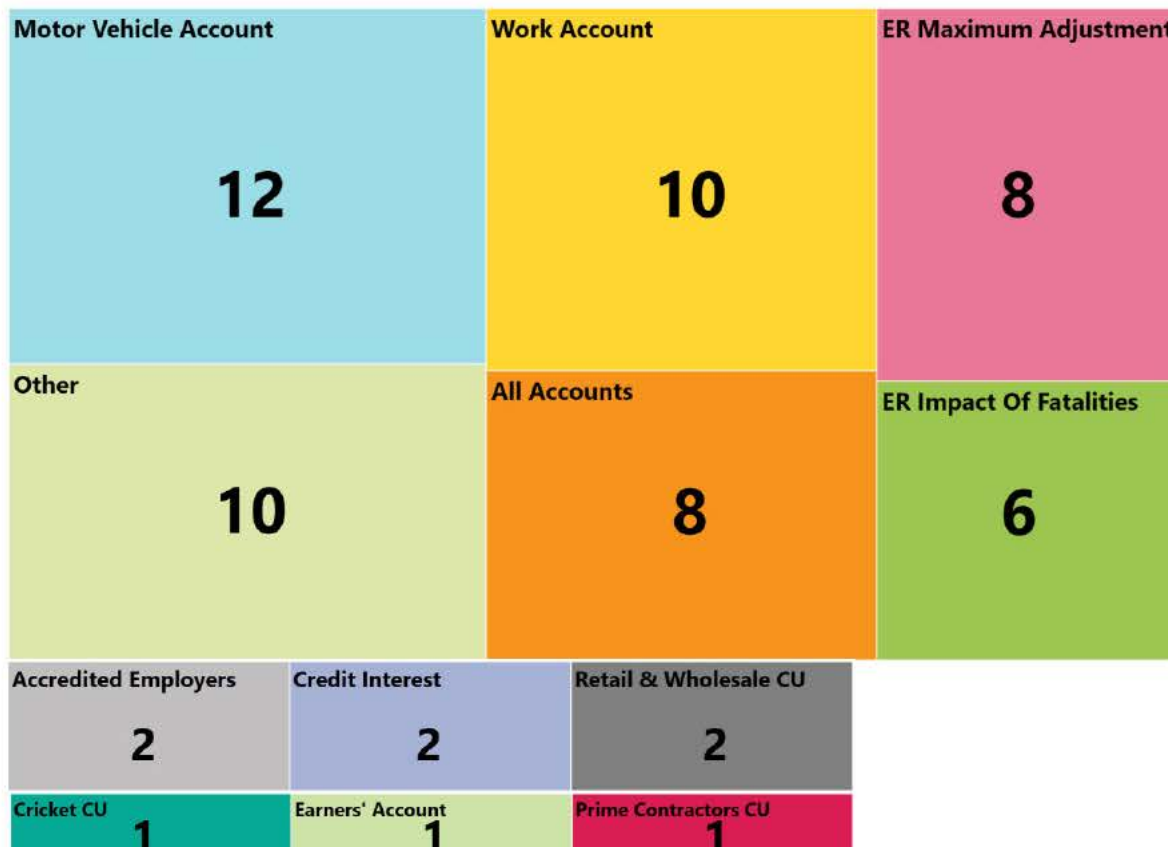 Motor Vehicle Account
12
Work Account
10
ER Maximum Adjustment
8
Other
10
All Accounts
8
ER Impact Of Fatalities
6
Accredited Employers
2
Credit Interest
2
Retail & Wholesale CU
2
Cricket CU
1
Earners' Account
1
Prime Contractors CU
1